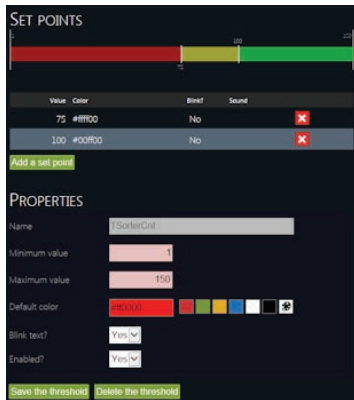 SET POINTS
1
100
150
75
Value Color Blink? Sound
75 #ffff00 No
100 #00ff00 No
Add a set point
PROPERTIES
Name TSorterCnt
Minimum value 1
Maximum value 150
Default color #ff0000
Blink text? Yes
Enabled? Yes
Save the threshold Delete the threshold